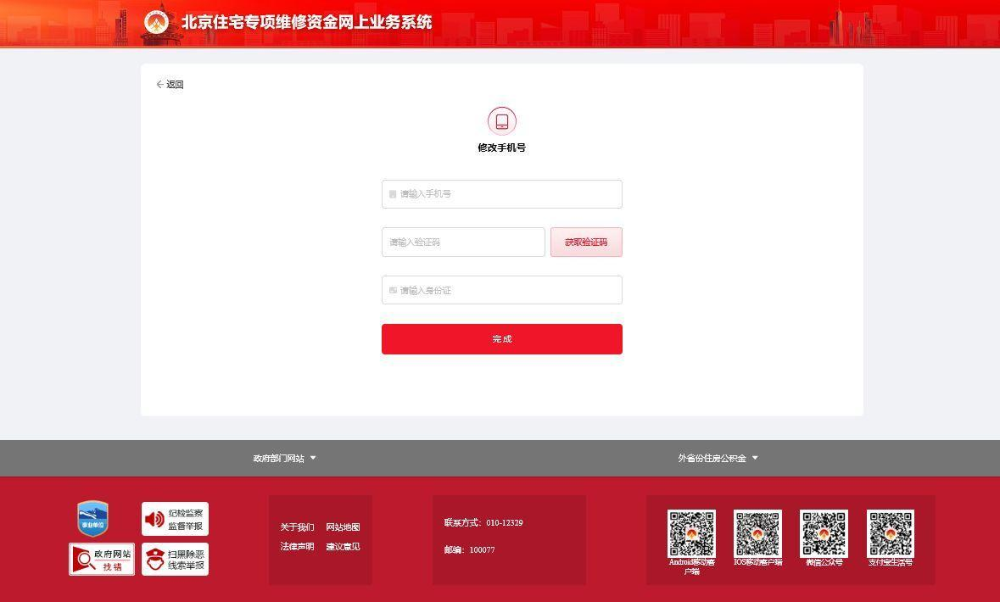 北京住宅专项维修资金网上业务系统
返回
修改手机号
请输入手机号
请输入验证码
获取验证码
请输入身份证
完成
政府部门网站
外省份住房公积金
事业单位
纪检监察
监督举报
政府网站
找错
扫黑除恶
线索举报
关于我们 网站地图
法律声明 建议意见
联系方式：010-12329
邮编：100077
Android移动客
户端
IOS移动客户端
微信公众号
支付宝生活号